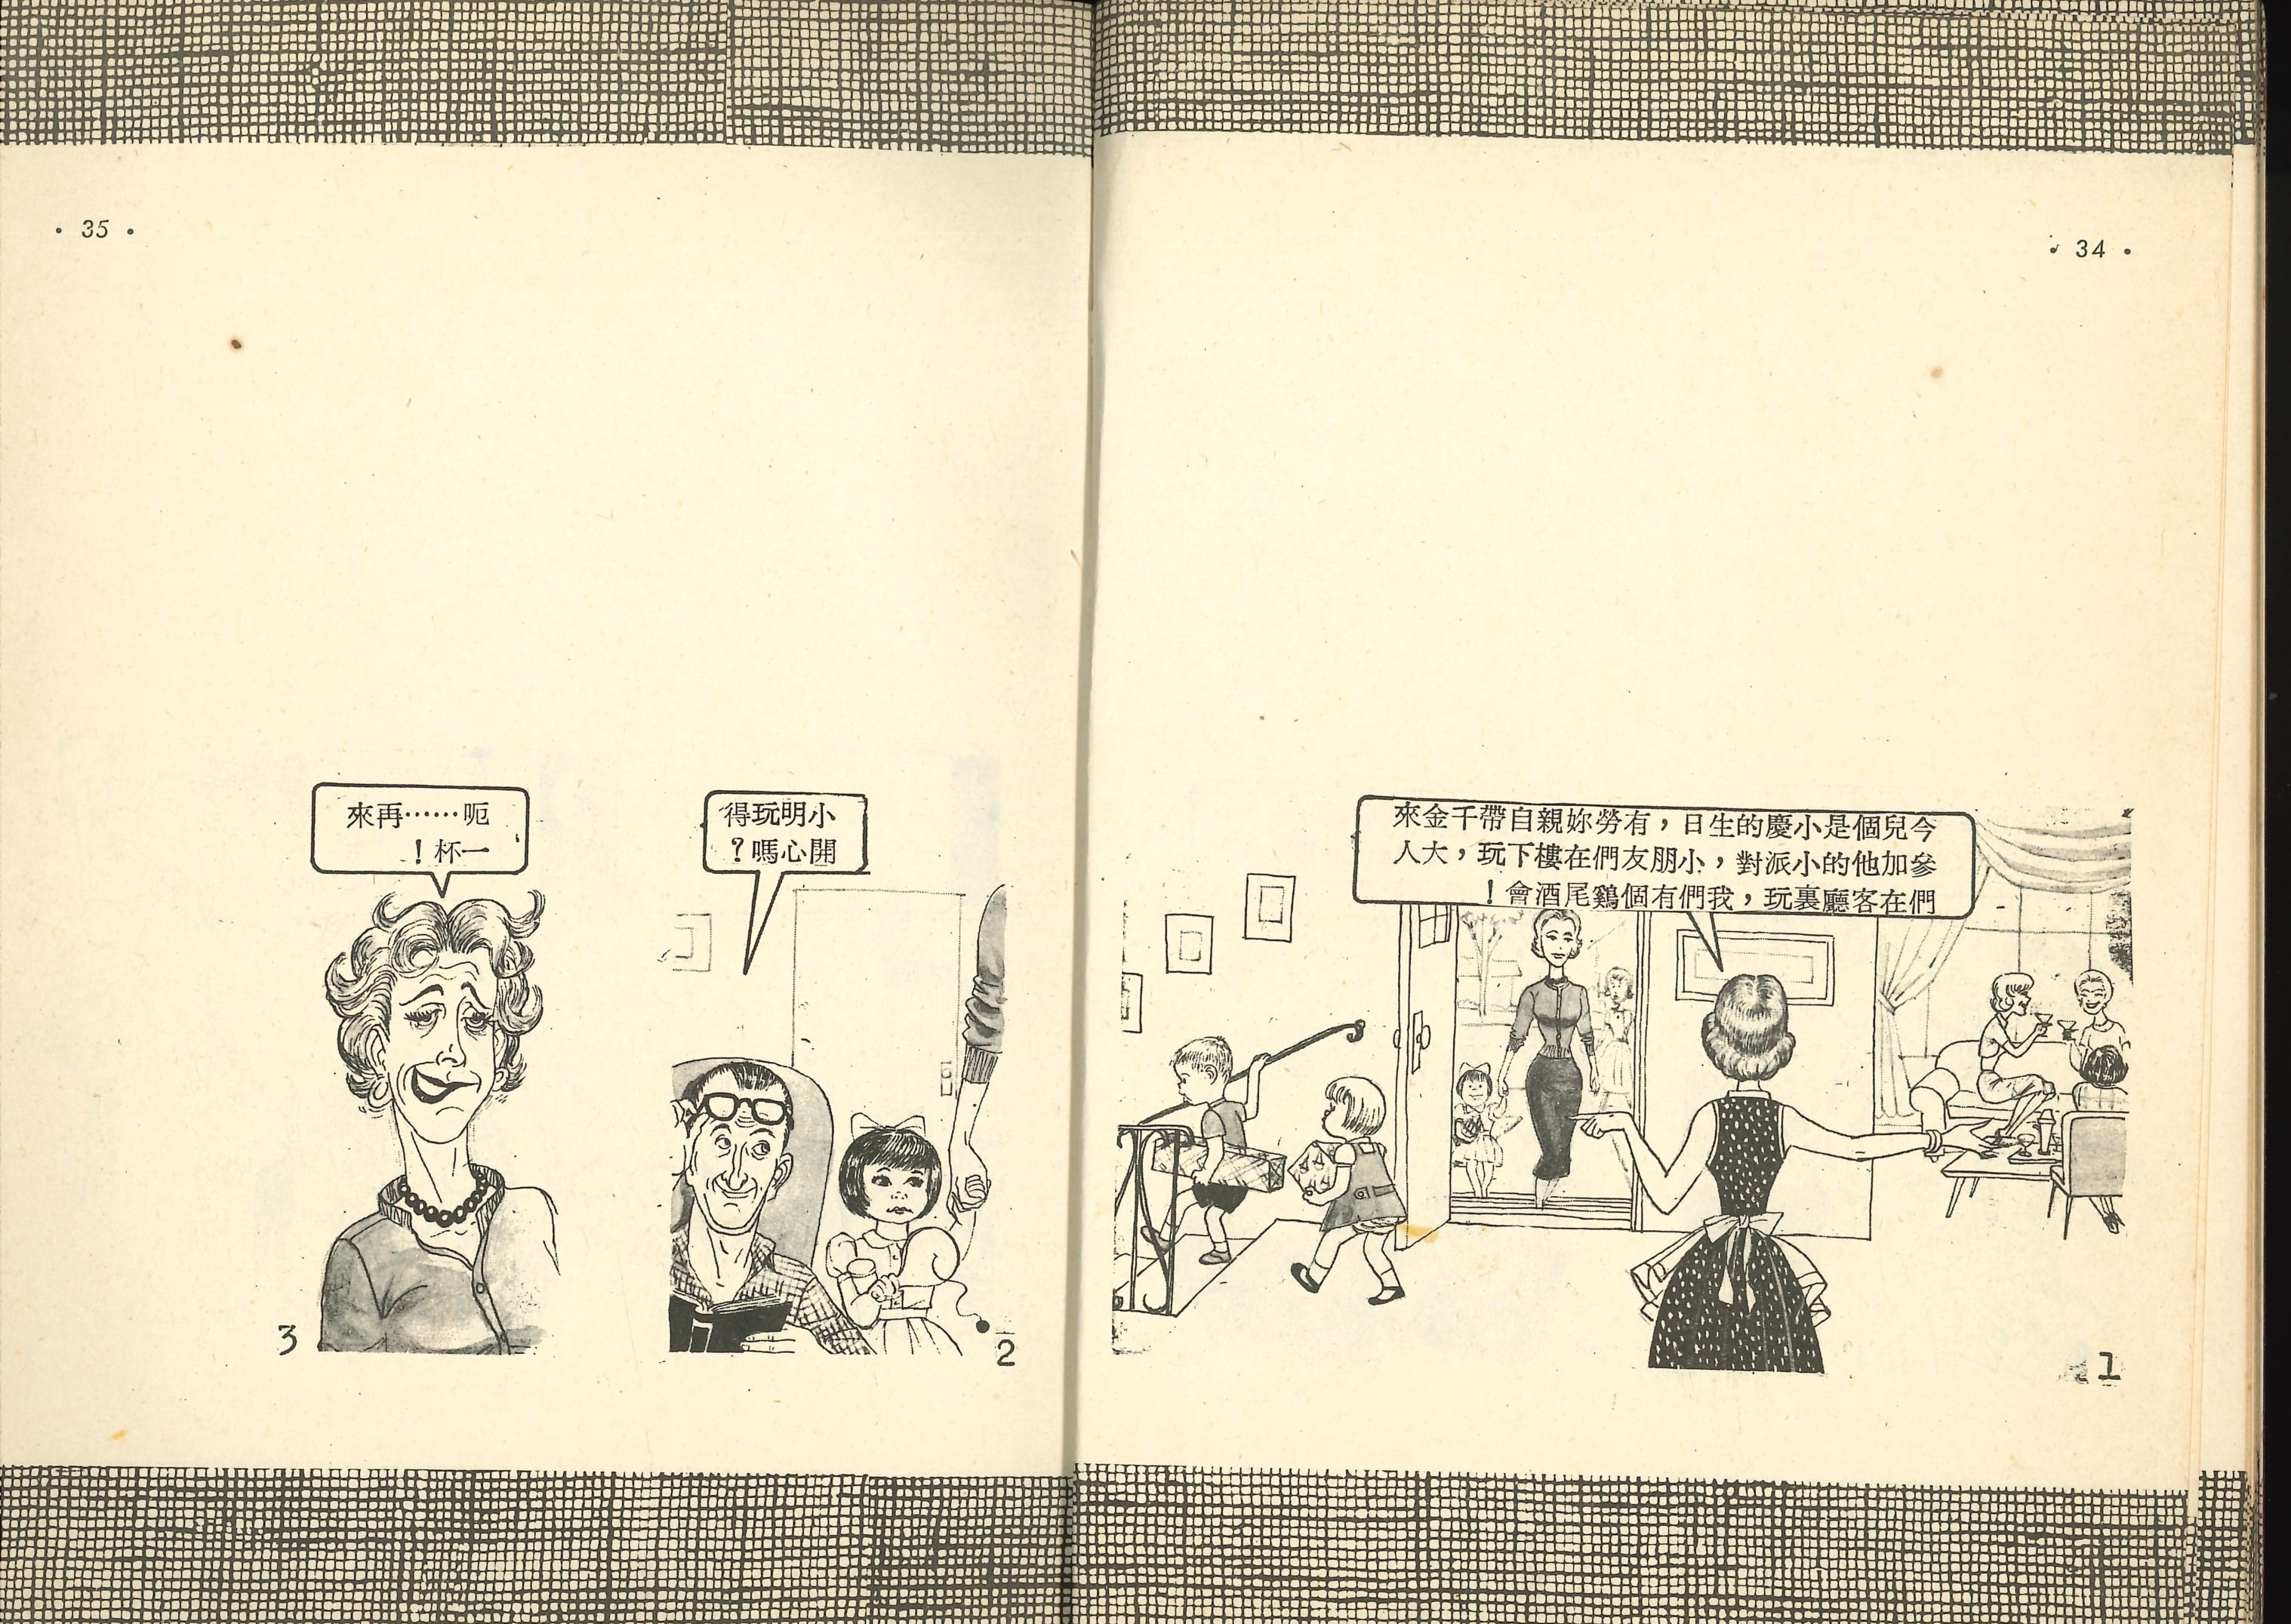 34
今兒個是小慶的生日，有勞妳親自帶千金來
參加他的小派對，小朋友們在樓下玩，大人
們在客廳裏玩，我們有個鷄尾酒會！
1
35
小明玩得
開心嗎？
2
呃……再來
一杯！
3